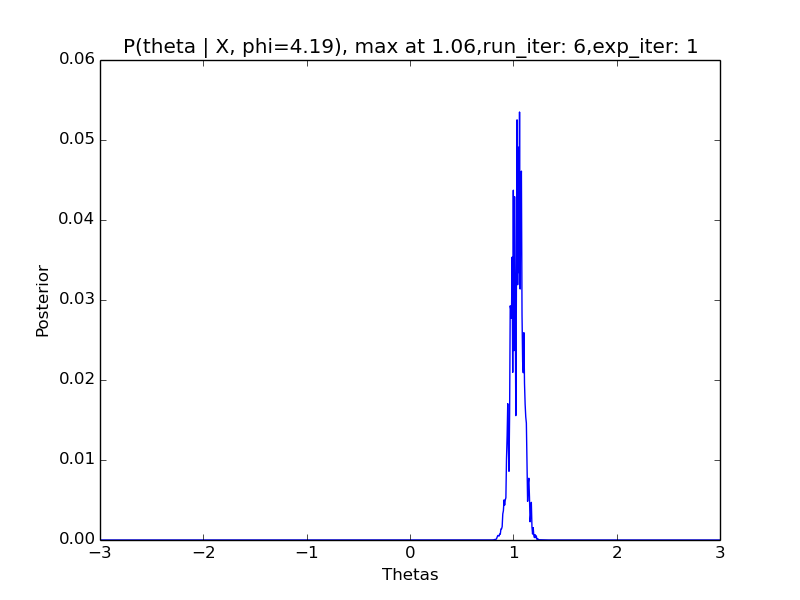 P(theta | X, phi=4.19), max at 1.06,run_iter: 6,exp_iter: 1
0.06
0.05
0.04
0.03
0.02
0.01
0.00
Posterior
−3 −2 −1 0 1 2 3
Thetas